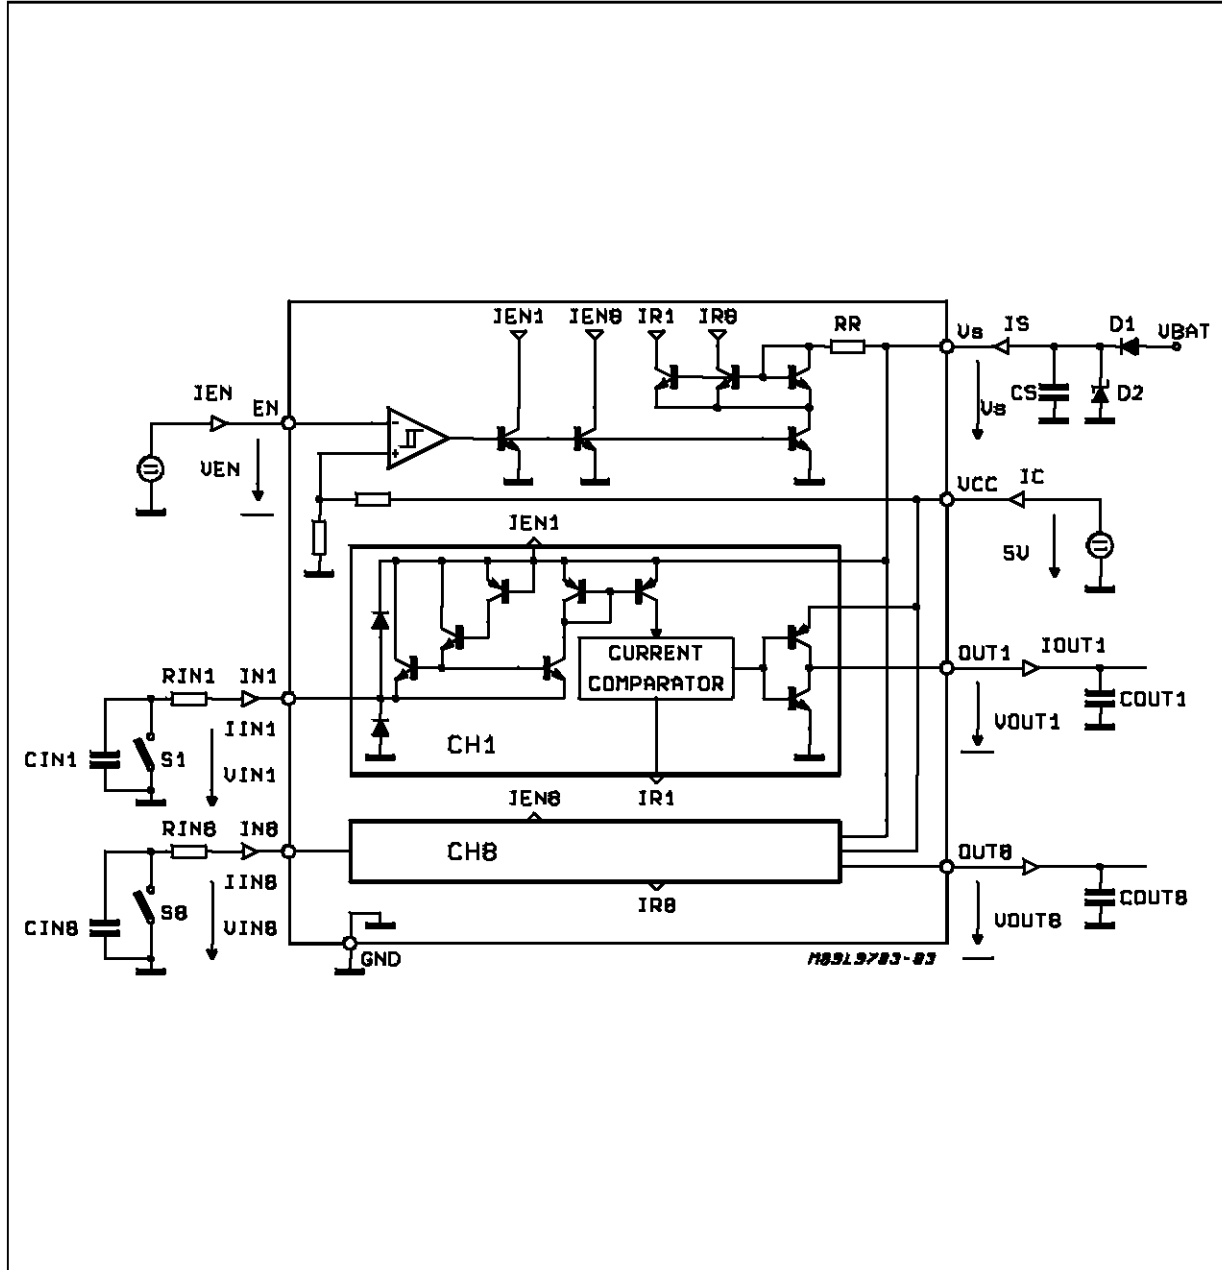 IEN1 IEN8 IR1 IR8 RR Vs IS D1 VBAT
IEN EN CS D2
Vs
VEN
VCC IC
IEN1
5V
CURRENT
COMPARATOR
OUT1 IOUT1
RIN1 IN1
IIN1
VOUT1 COUT1
CIN1 S1 VIN1
CH1
IEN8 IR1
RIN8 IN8
CH8
OUT8
IIN8
IR8
CIN8 S8 VIN8
VOUT8 COUT8
GND
M89L9703-03